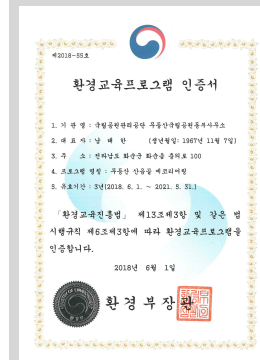 제2018-55호
환경교육프로그램 인증서
1. 기 관 명 : 국립공원관리공단 무등산국립공원동부사무소
2. 대 표 자 : 남 태 한 (생년월일: 1967년 11월 7일)
3. 주 소 : 전라남도 화순군 화순읍 충의로 100
4. 프로그램 명칭 : 무등산 산음골 에코리어링
5. 유효기간 : 3년(2018. 6. 1. ~ 2021. 5. 31.)
「환경교육진흥법」 제13조제3항 및 같은 법
시행규칙 제6조제3항에 따라 환경교육프로그램을
인증합니다.
2018년 6월 1일
환경부장관